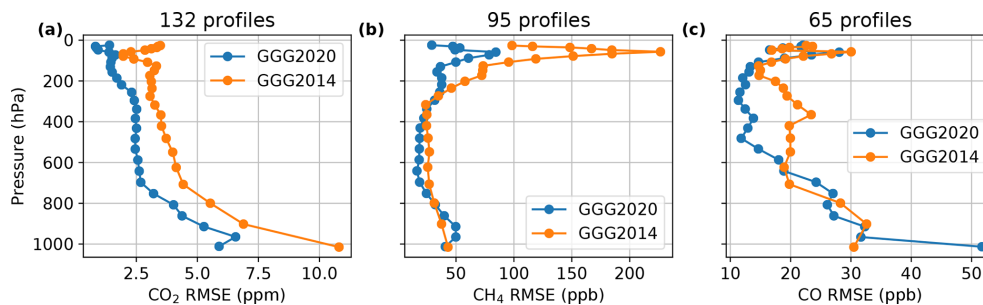 132 profiles
95 profiles
65 profiles
(a)
(b)
(c)
GGG2020
GGG2014
GGG2020
GGG2014
GGG2020
GGG2014
Pressure (hPa)
0
200
400
600
800
1000
2.5 5.0 7.5 10.0
50 100 150 200
10 20 30 40 50
CO₂ RMSE (ppm)
CH₄ RMSE (ppb)
CO RMSE (ppb)